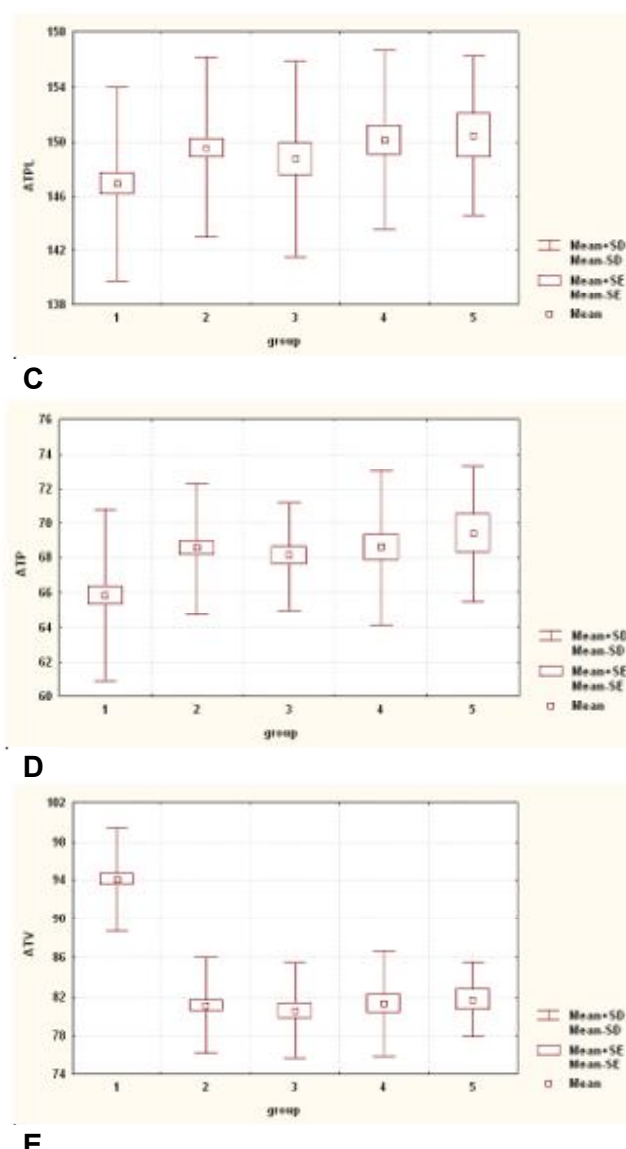 158
154
150
146
142
138
ATPL
1 2 3 4 5
group
Mean+SD
Mean-SD
Mean+SE
Mean-SE
Mean
C
76
74
72
70
68
66
64
62
60
ATP
1 2 3 4 5
group
Mean+SD
Mean-SD
Mean+SE
Mean-SE
Mean
D
102
98
94
90
86
82
78
74
ATV
1 2 3 4 5
group
Mean+SD
Mean-SD
Mean+SE
Mean-SE
Mean
E